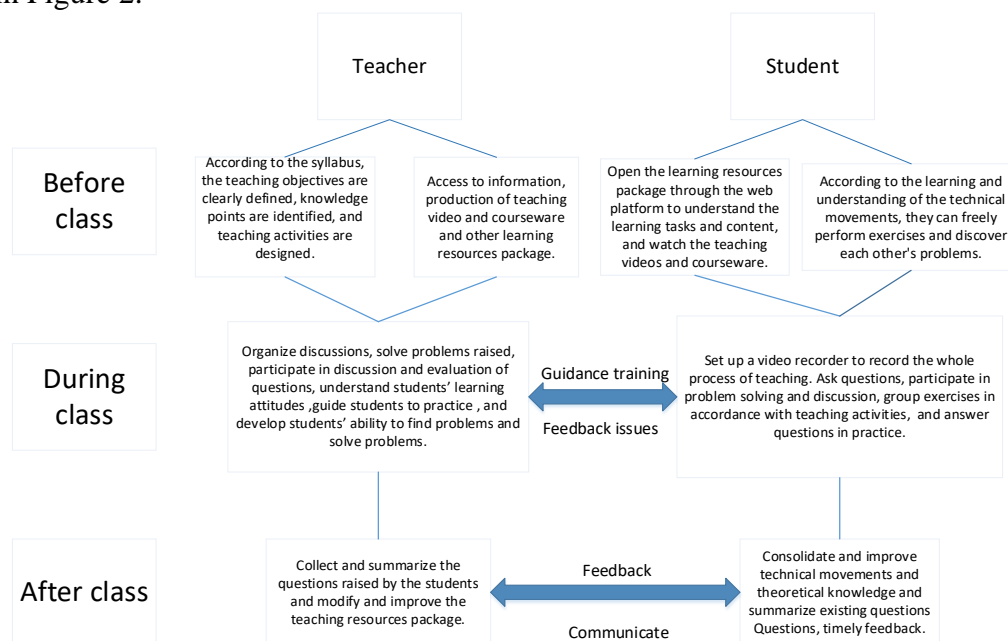 in Figure 2.
Teacher
Student
Before
class
According to the syllabus,
the teaching objectives are
clearly defined, knowledge
points are identified, and
teaching activities are
designed.
Access to information,
production of teaching
video and courseware
and other learning
resources package.
Open the learning resources
package through the web
platform to understand the
learning tasks and content,
and watch the teaching
videos and courseware.
According to the learning and
understanding of the technical
movements, they can freely
perform exercises and discover
each other's problems.
During
class
Organize discussions, solve problems raised,
participate in discussion and evaluation of
questions, understand students’ learning
attitudes ,guide students to practice , and
develop students’ ability to find problems and
solve problems.
Guidance training
Feedback issues
Set up a video recorder to record the whole
process of teaching. Ask questions, participate in
problem solving and discussion, group exercises in
accordance with teaching activities,  and answer
questions in practice.
After class
Collect and summarize the
questions raised by the students
and modify and improve the
teaching resources package.
Feedback
Communicate
Consolidate and improve
technical movements and
theoretical knowledge and
summarize existing questions
Questions, timely feedback.